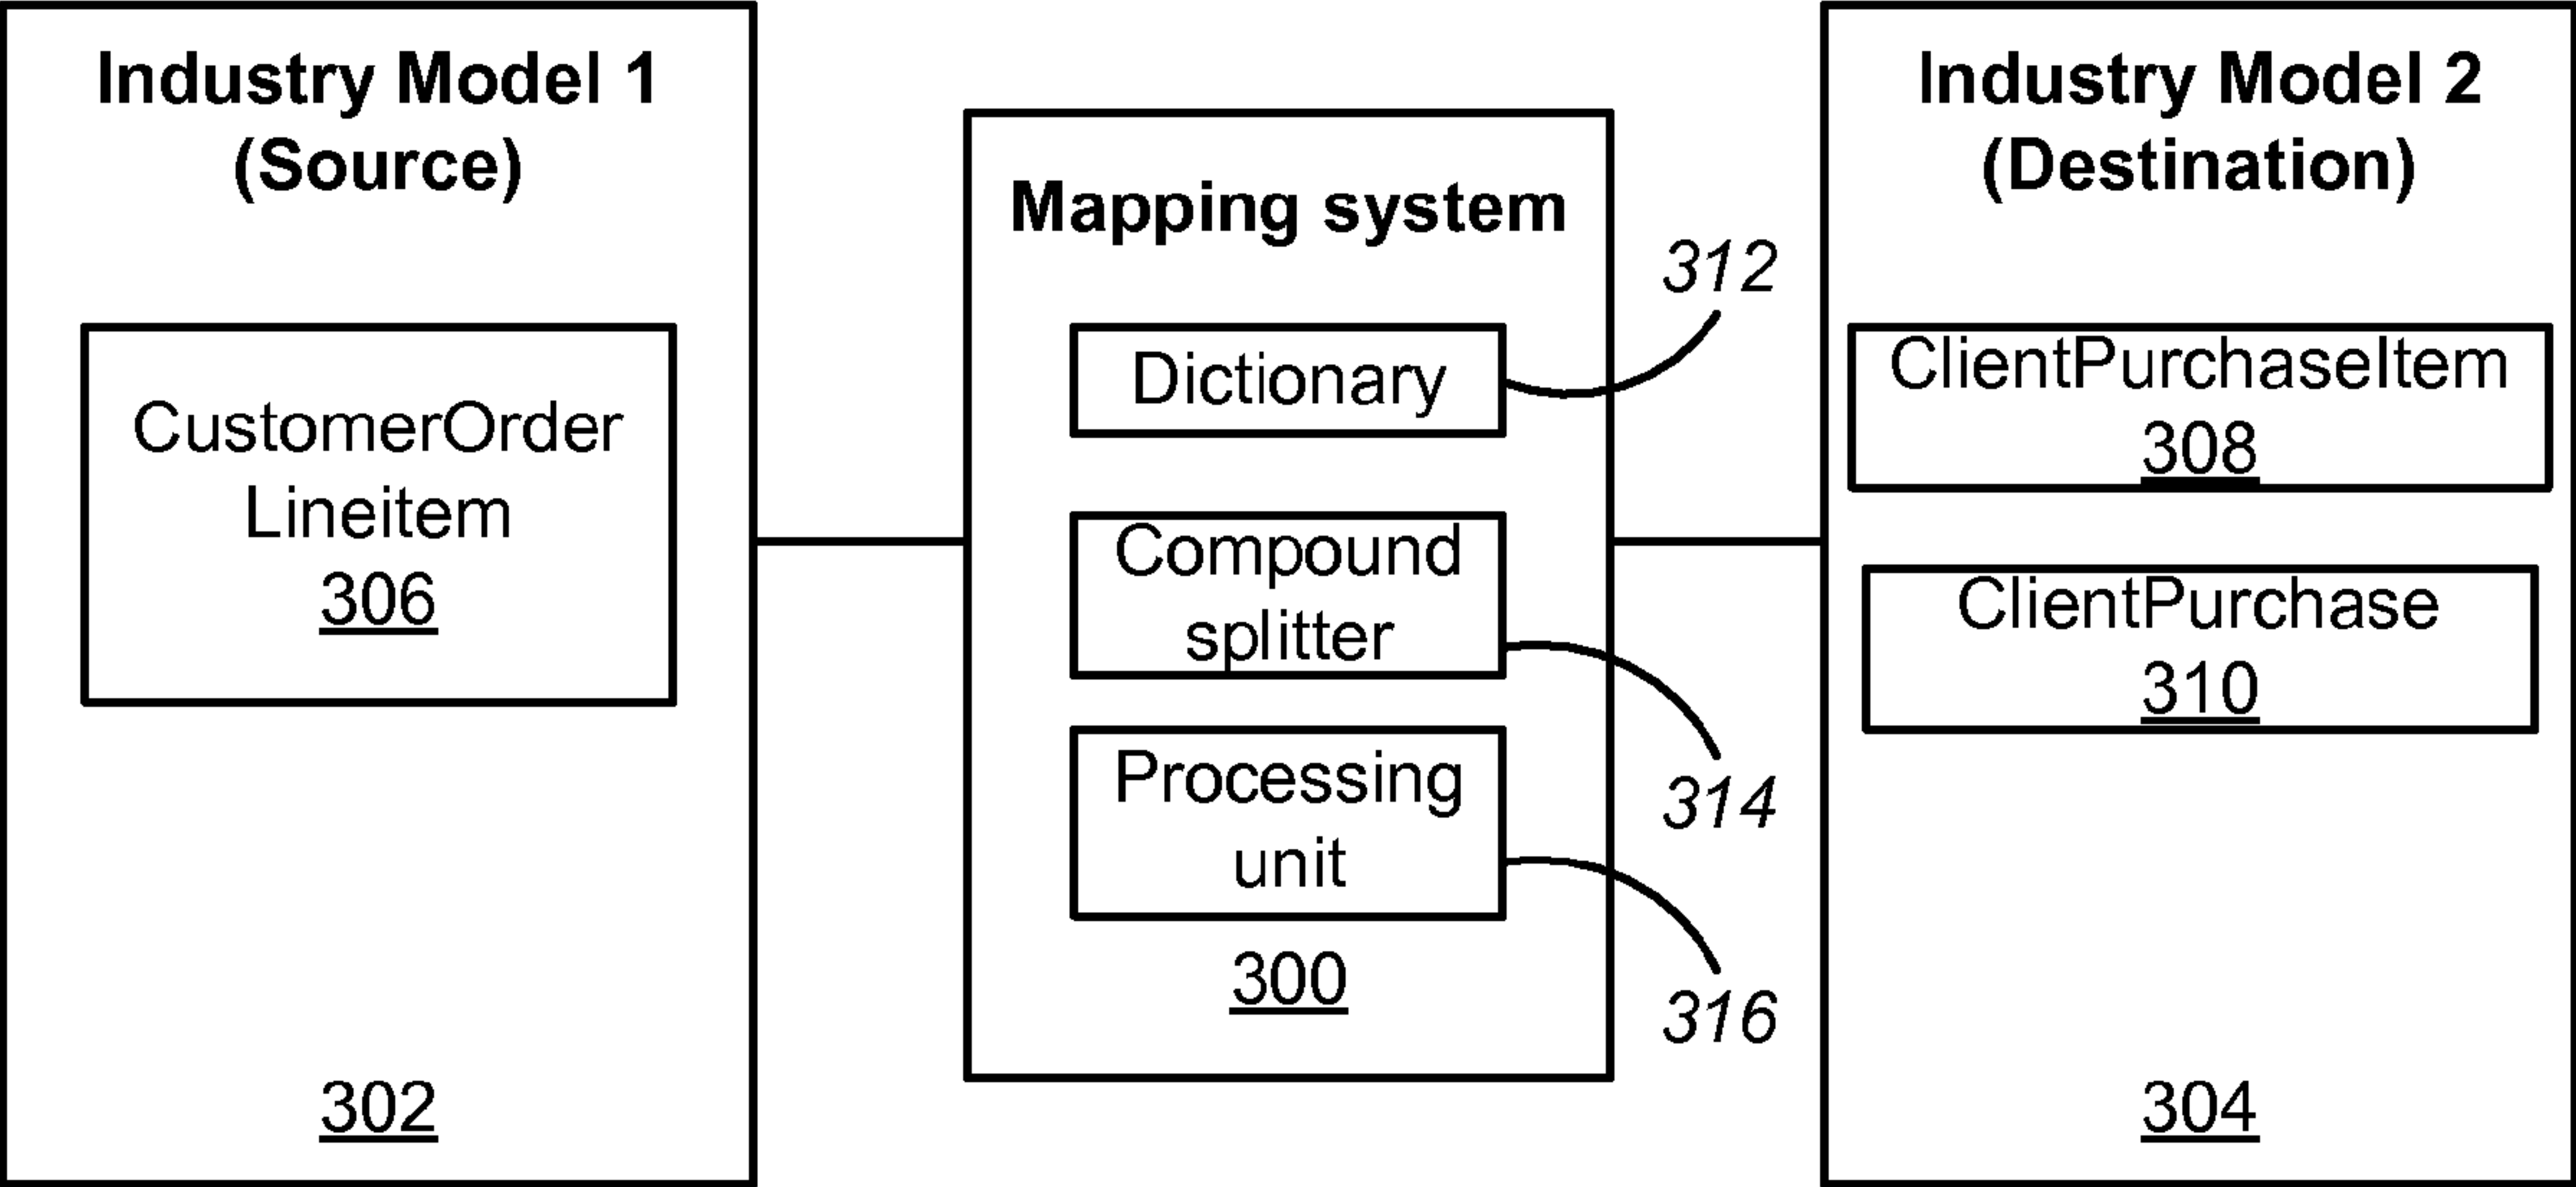 Industry Model 1
(Source)
CustomerOrder
Lineitem
306
302
Mapping system
Dictionary
Compound
splitter
Processing
unit
300
312
314
316
Industry Model 2
(Destination)
ClientPurchaseItem
308
ClientPurchase
310
304